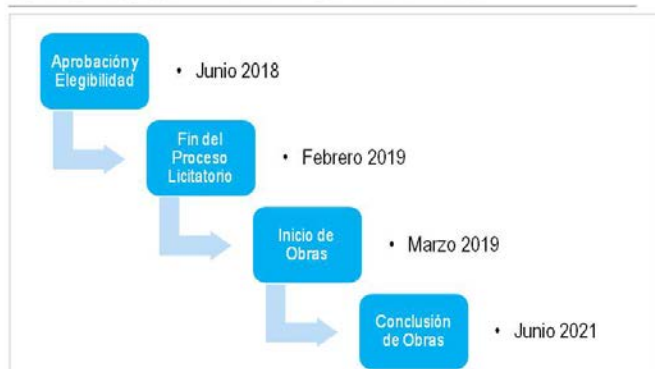 Aprobación y
Elegibilidad
• Junio 2018
Fin del
Proceso
Licitatorio
• Febrero 2019
Inicio de
Obras
• Marzo 2019
Conclusión
de Obras
• Junio 2021